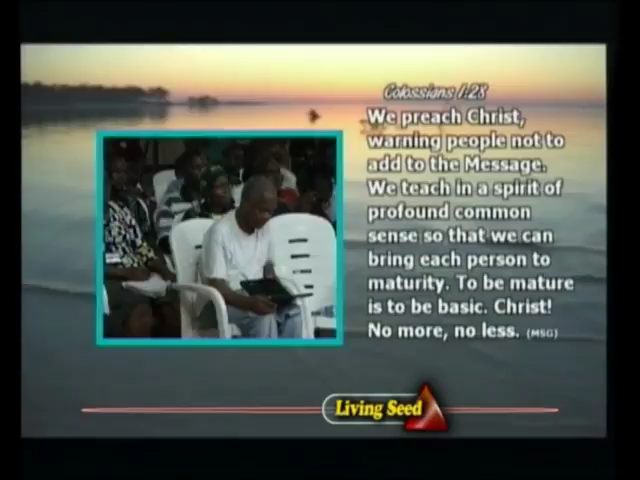 Colossians 1:28
We preach Christ,
warning people not to
add to the Message.
We teach in a spirit of
profound common
sense so that we can
bring each person to
maturity. To be mature
is to be basic. Christ!
No more, no less. (MSG)
Living Seed